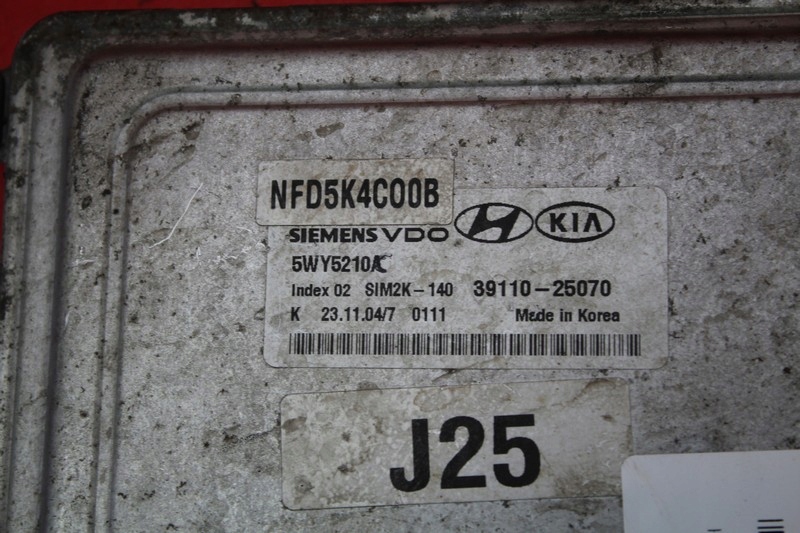 NFD5K4C00B
SIEMENS VDO H KIA
5WY5210A
Index 02 SIM2K-140 39110-25070
K 23.11.04/7 0111 Made in Korea
J25